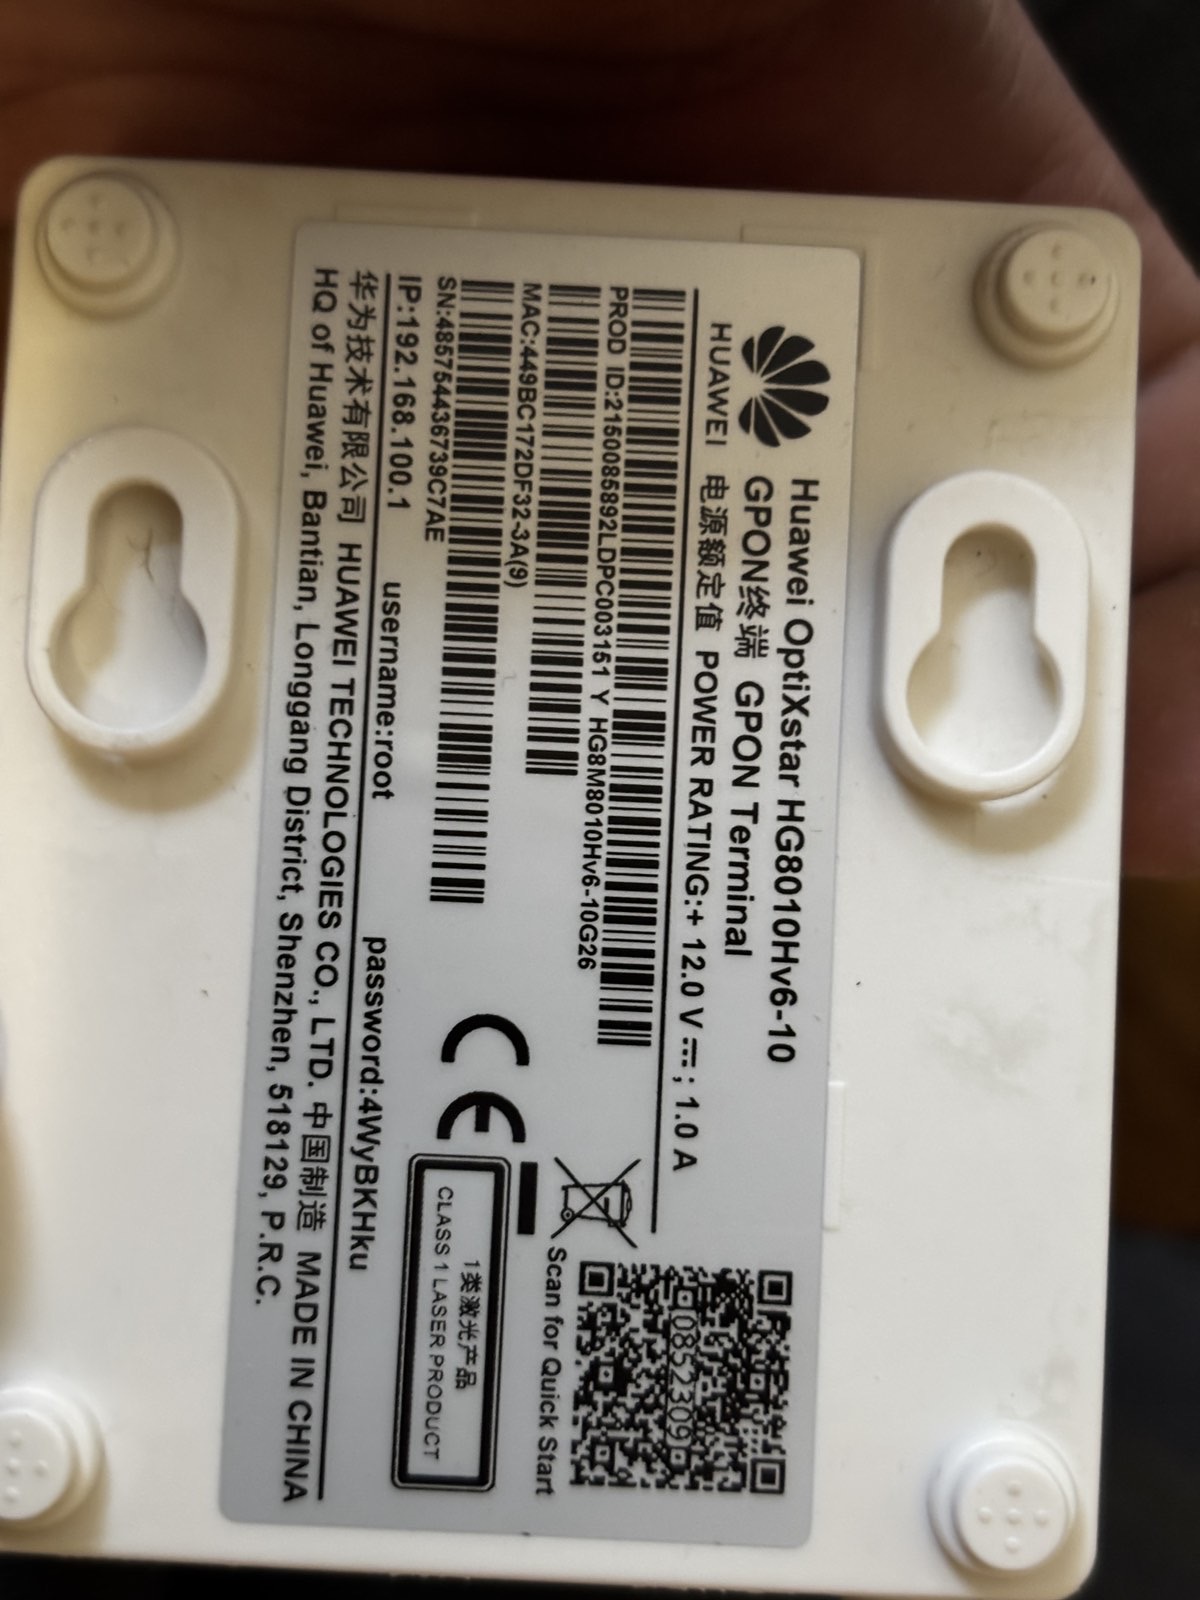 HUAWEI
Huawei OptiXstar HG8010Hv6-10
GPON终端 GPON Terminal
电源额定值 POWER RATING:+ 12.0 V ⎓; 1.0 A
PROD ID:2150085892LDPC003151 Y HG8M8010Hv6-10G26
MAC:449BC172DF32-3A(9)
SN:485754436739C7AE
IP:192.168.100.1 username:root password:4WyBKHku
0852309
Scan for Quick Start
CE
1类激光产品
CLASS 1 LASER PRODUCT
华为技术有限公司 HUAWEI TECHNOLOGIES CO., LTD. 中国制造 MADE IN CHINA
HQ of Huawei, Bantian, Longgang District, Shenzhen, 518129, P.R.C.